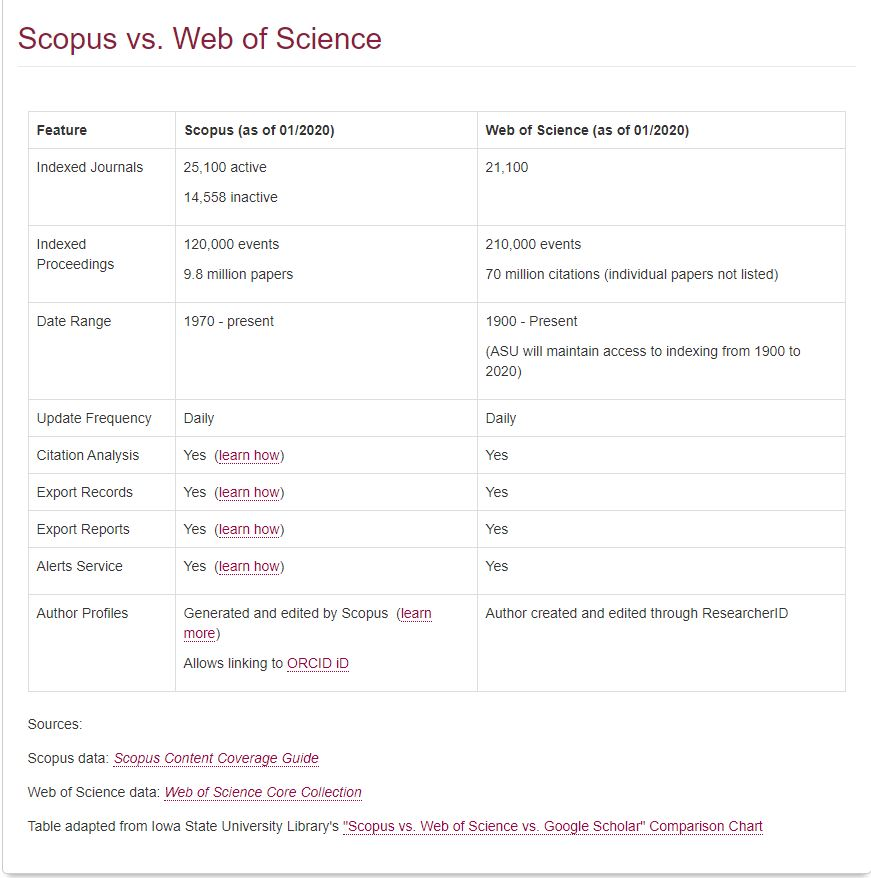 Scopus vs. Web of Science
Feature
Scopus (as of 01/2020)
Web of Science (as of 01/2020)
Indexed Journals
25,100 active
14,558 inactive
21,100
Indexed
Proceedings
120,000 events
9.8 million papers
210,000 events
70 million citations (individual papers not listed)
Date Range
1970 - present
1900 - Present
(ASU will maintain access to indexing from 1900 to
2020)
Update Frequency
Daily
Daily
Citation Analysis
Yes (learn how)
Yes
Export Records
Yes (learn how)
Yes
Export Reports
Yes (learn how)
Yes
Alerts Service
Yes (learn how)
Yes
Author Profiles
Generated and edited by Scopus (learn
more)
Allows linking to ORCID iD
Author created and edited through ResearcherID
Sources:
Scopus data: Scopus Content Coverage Guide
Web of Science data: Web of Science Core Collection
Table adapted from Iowa State University Library's "Scopus vs. Web of Science vs. Google Scholar" Comparison Chart